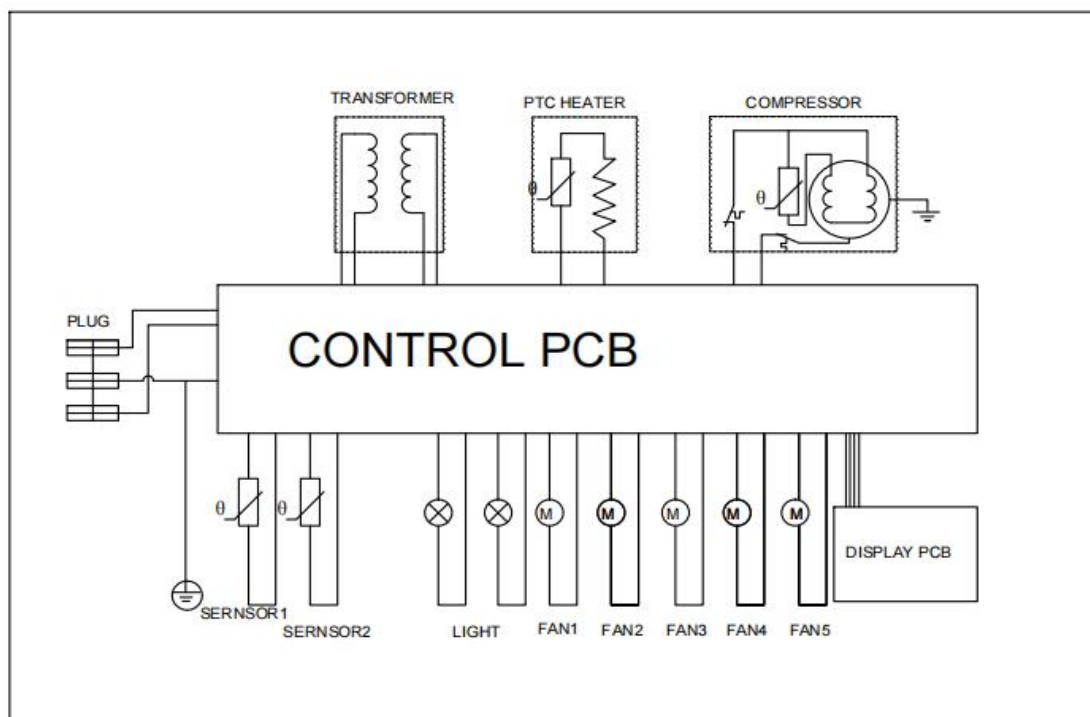 TRANSFORMER
PTC HEATER
COMPRESSOR
θ
θ
PLUG
CONTROL PCB
θ
θ
M
M
M
M
M
DISPLAY PCB
SERNSOR1
SERNSOR2
LIGHT
FAN1
FAN2
FAN3
FAN4
FAN5